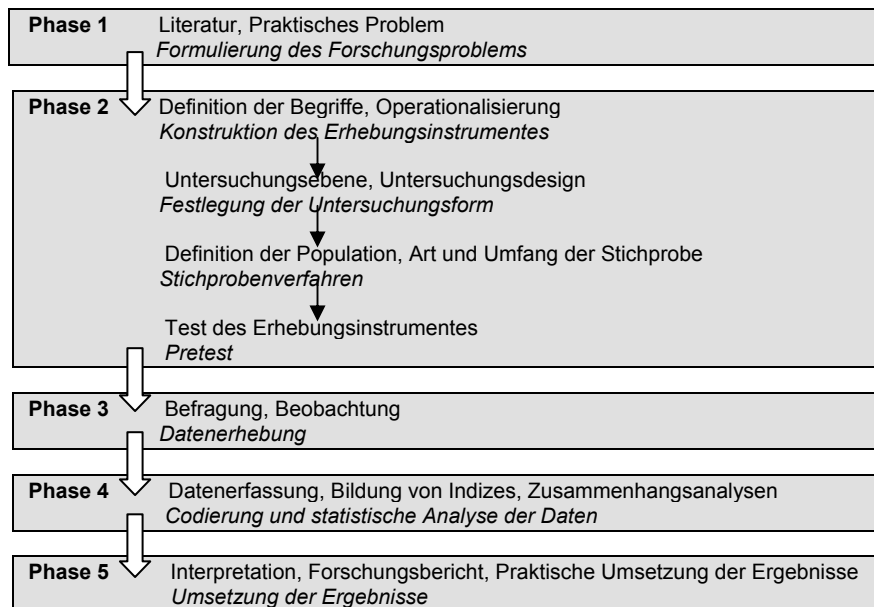 Phase 1 Literatur, Praktisches Problem
Formulierung des Forschungsproblems
Phase 2 Definition der Begriffe, Operationalisierung
Konstruktion des Erhebungsinstrumentes
Untersuchungsebene, Untersuchungsdesign
Festlegung der Untersuchungsform
Definition der Population, Art und Umfang der Stichprobe
Stichprobenverfahren
Test des Erhebungsinstrumentes
Pretest
Phase 3 Befragung, Beobachtung
Datenerhebung
Phase 4 Datenerfassung, Bildung von Indizes, Zusammenhangsanalysen
Codierung und statistische Analyse der Daten
Phase 5 Interpretation, Forschungsbericht, Praktische Umsetzung der Ergebnisse
Umsetzung der Ergebnisse